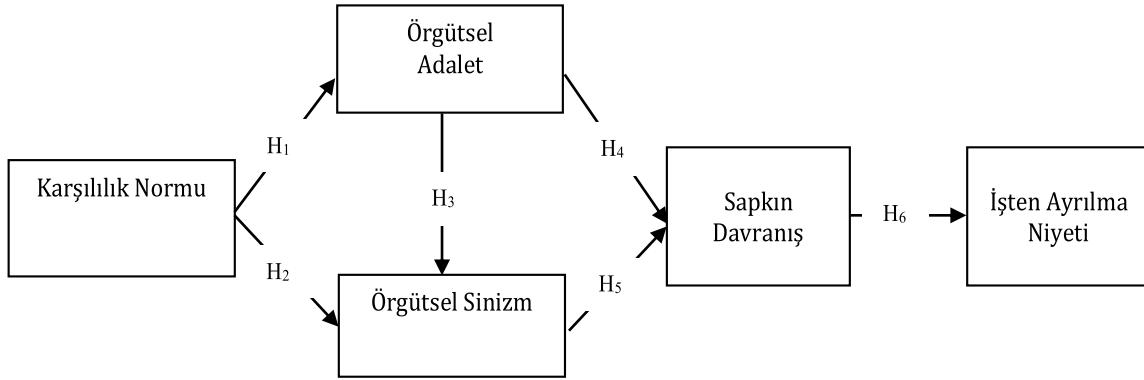 Örgütsel
Adalet
H₁
H₄
Karşılılık Normu
H₃
Sapkın
Davranış
H₆
İşten Ayrılma
Niyeti
H₂
H₅
Örgütsel Sinizm